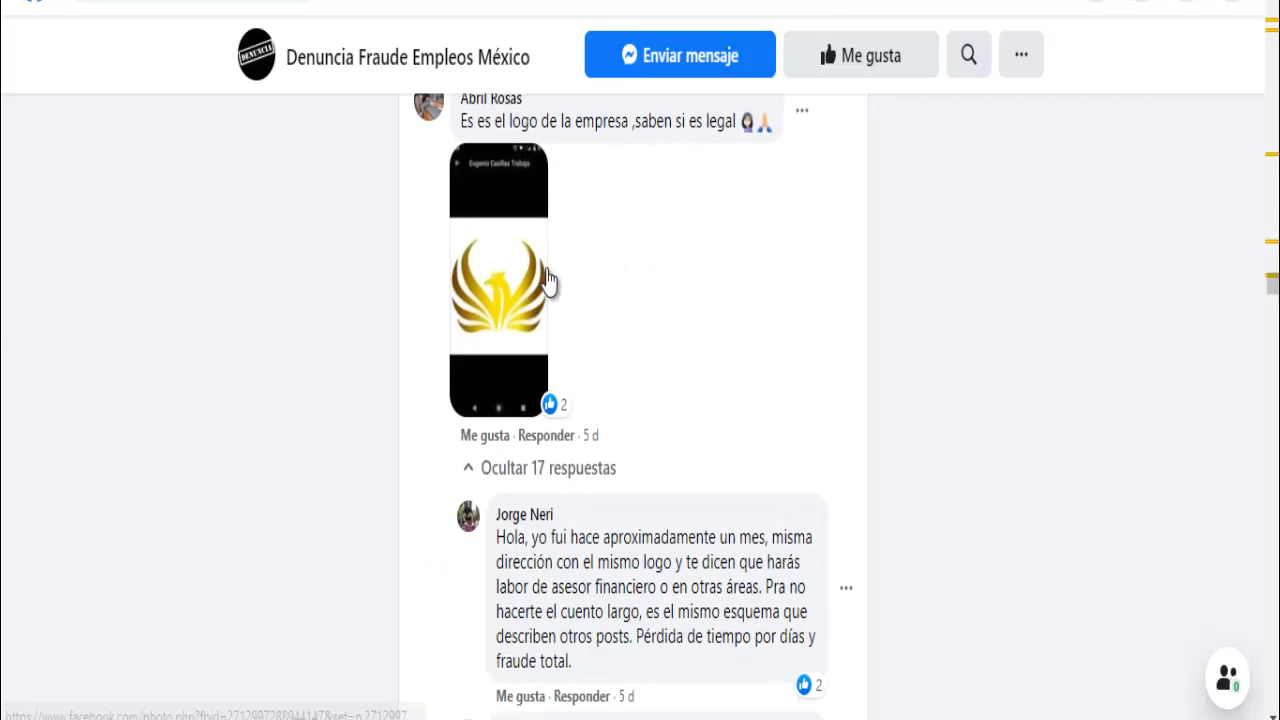 DENUNCIA
Denuncia Fraude Empleos México
Enviar mensaje
Me gusta
Abril Rosas
Es es el logo de la empresa ,saben si es legal
Eugenio Casillas Trabajo
2
Me gusta · Responder · 5 d
Ocultar 17 respuestas
Jorge Neri
Hola, yo fui hace aproximadamente un mes, misma
dirección con el mismo logo y te dicen que harás
labor de asesor financiero o en otras áreas. Pra no
hacerte el cuento largo, es el mismo esquema que
describen otros posts. Pérdida de tiempo por días y
fraude total.
2
Me gusta · Responder · 5 d
0